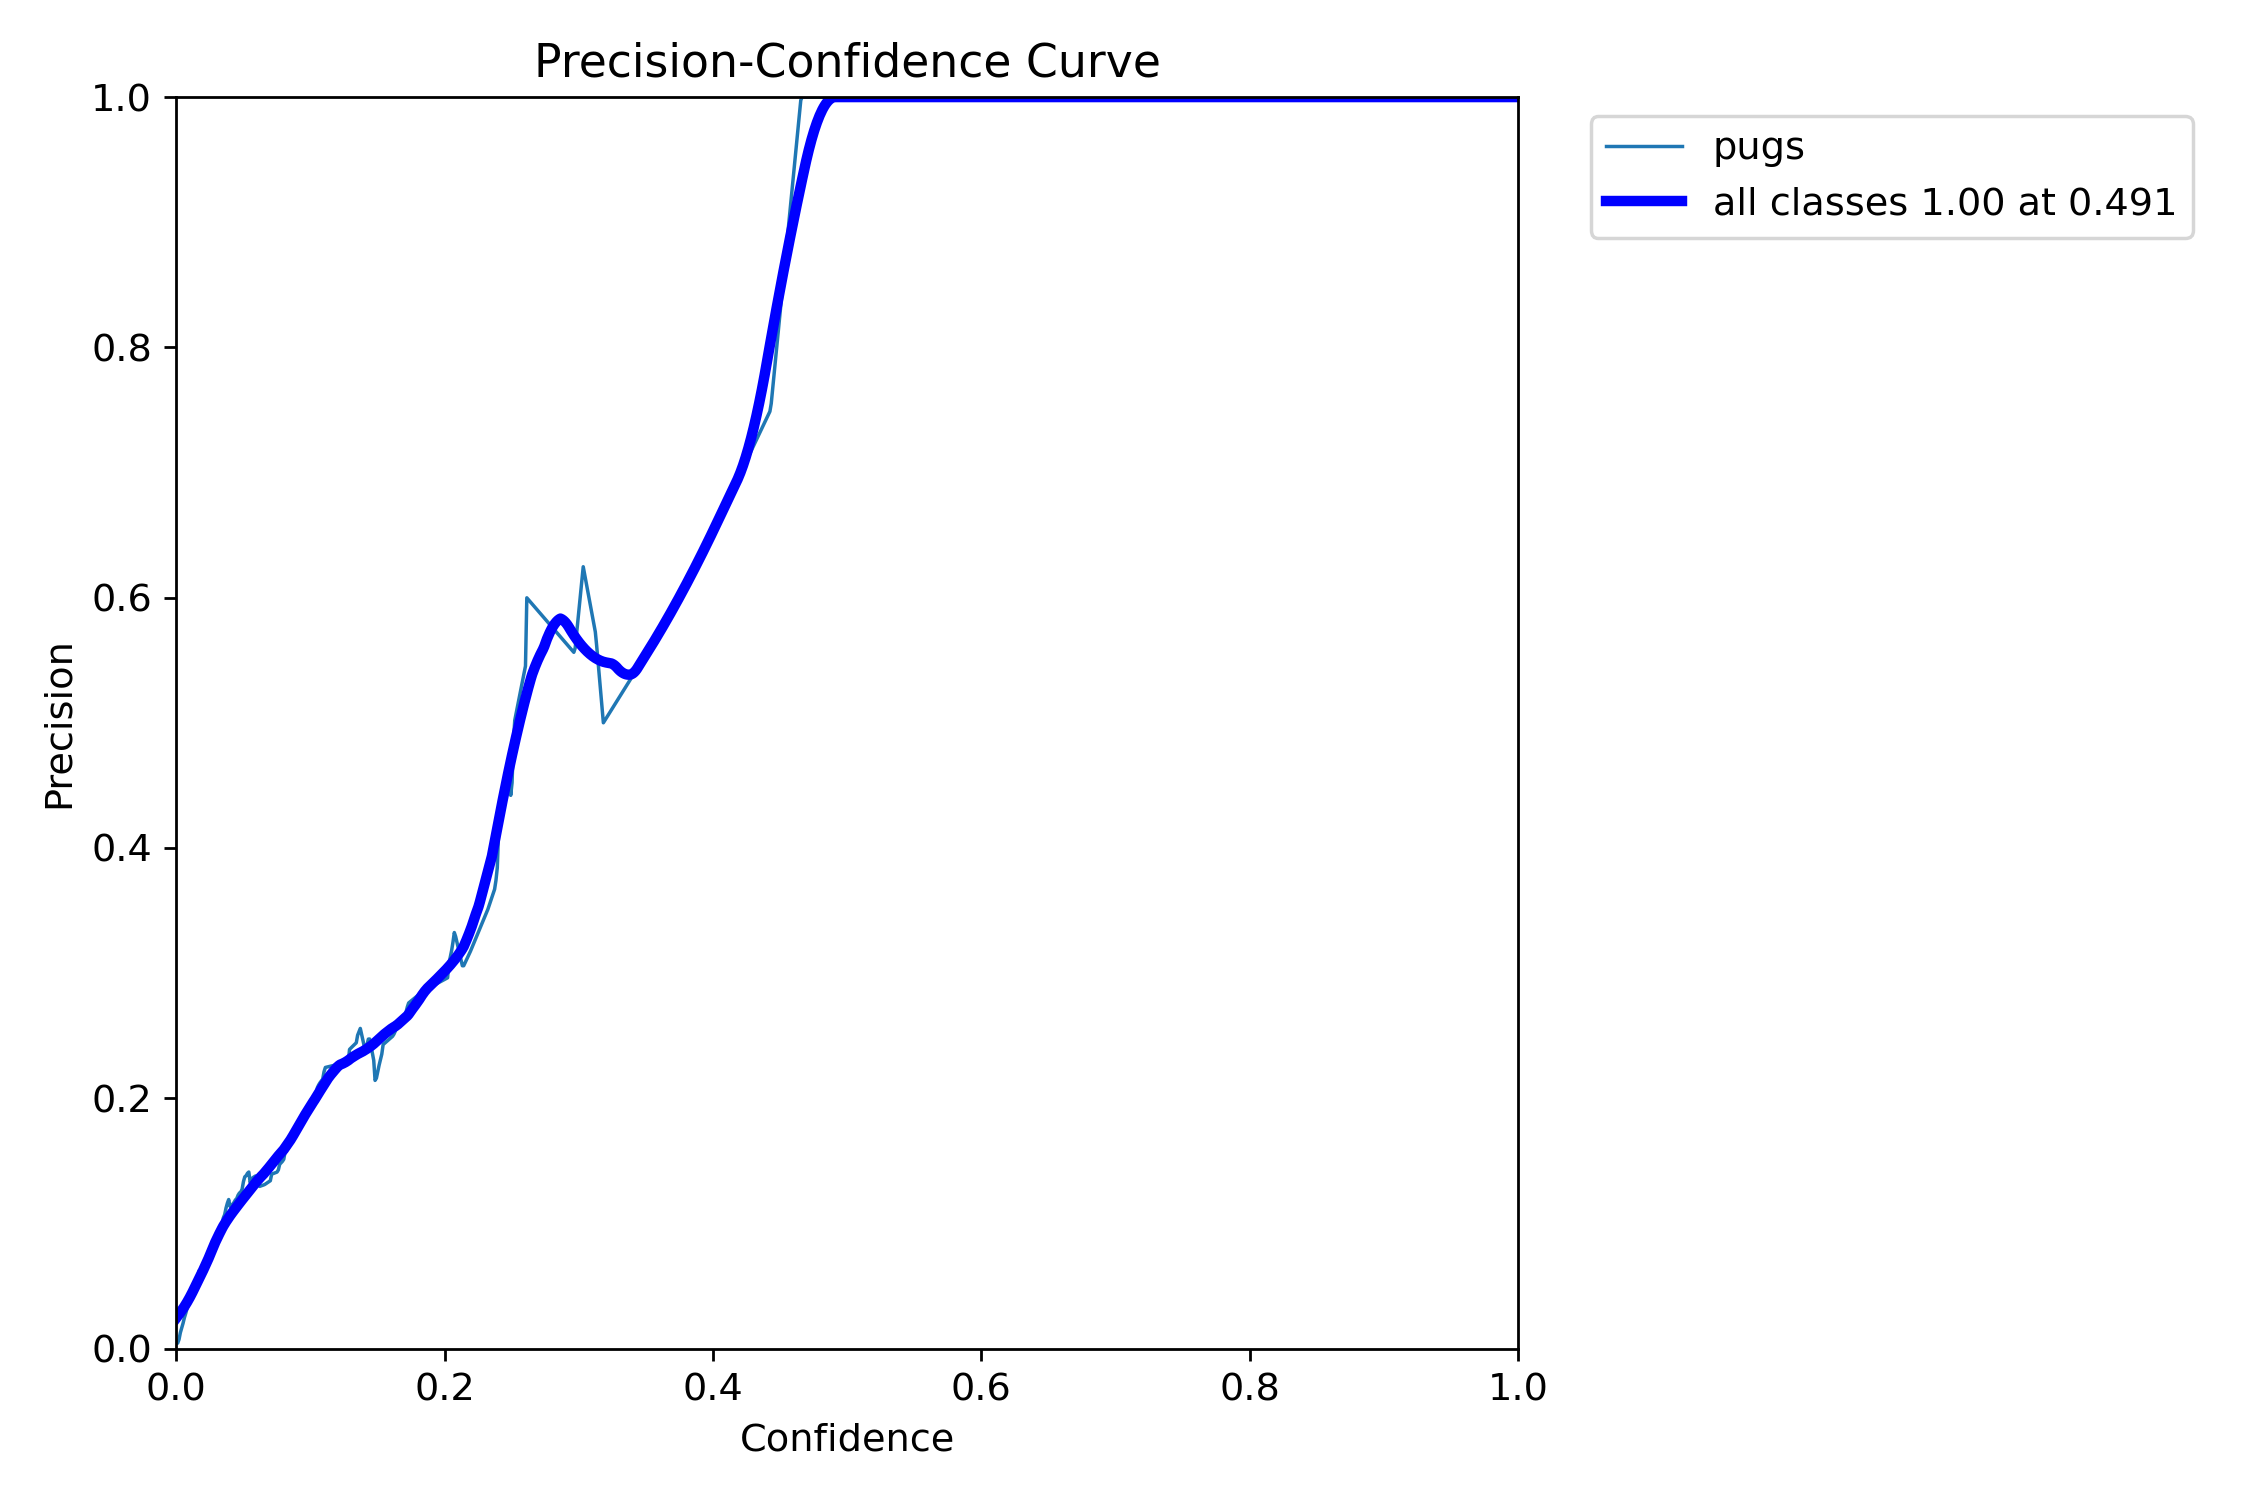 Precision-Confidence Curve
1.0
0.8
0.6
0.4
0.2
0.0
Precision
0.0 0.2 0.4 0.6 0.8 1.0
Confidence
pugs
all classes 1.00 at 0.491